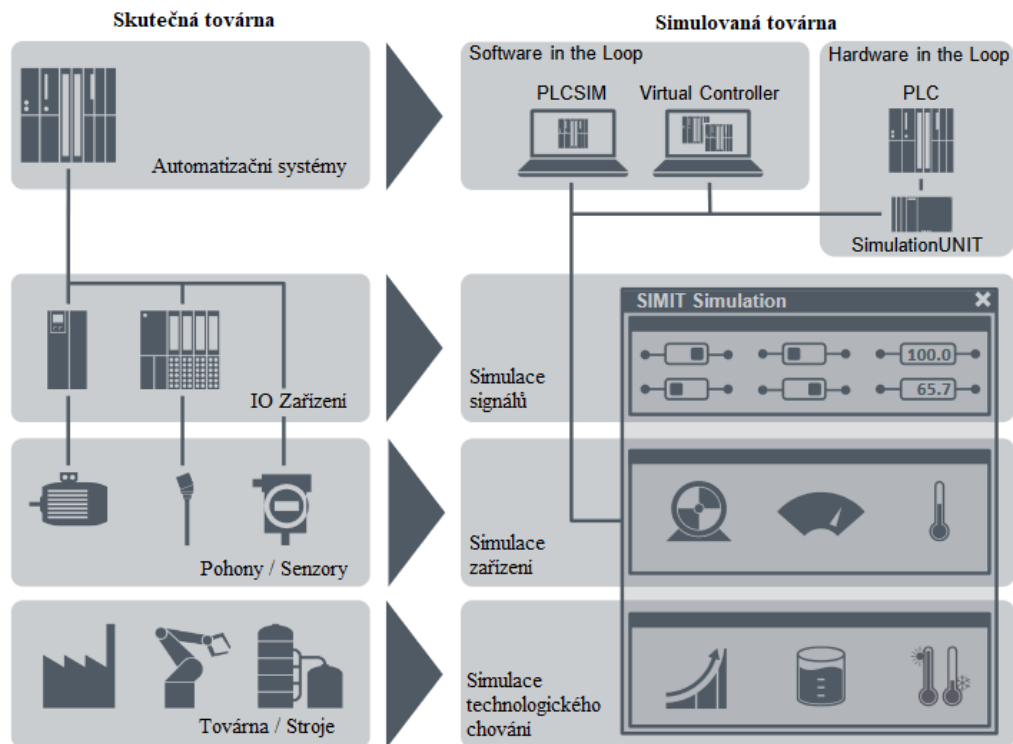 Skutečná továrna
Simulovaná továrna
Automatizační systémy
Software in the Loop
PLCSIM
Virtual Controller
Hardware in the Loop
PLC
SimulationUNIT
IO Zařízení
Simulace
signálů
SIMIT Simulation
100.0
65.7
Pohony / Senzory
Simulace
zařízení
Továrna / Stroje
Simulace
technologického
chování